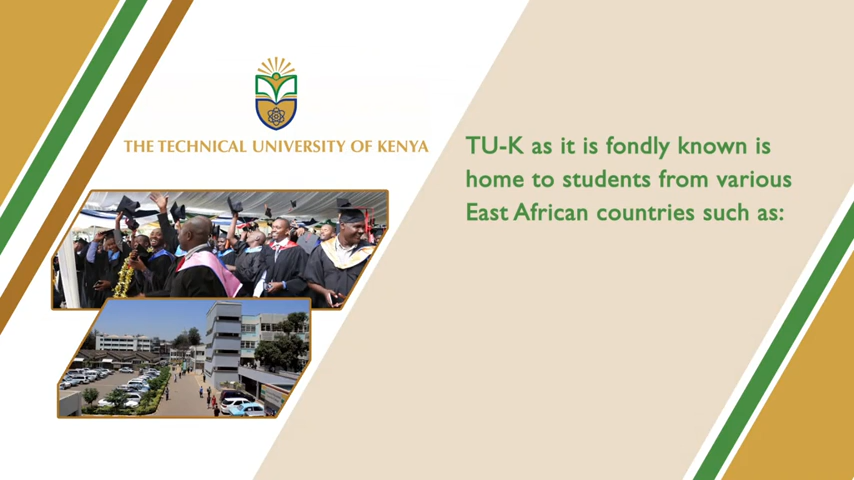 THE TECHNICAL UNIVERSITY OF KENYA
TU-K as it is fondly known is
home to students from various
East African countries such as: